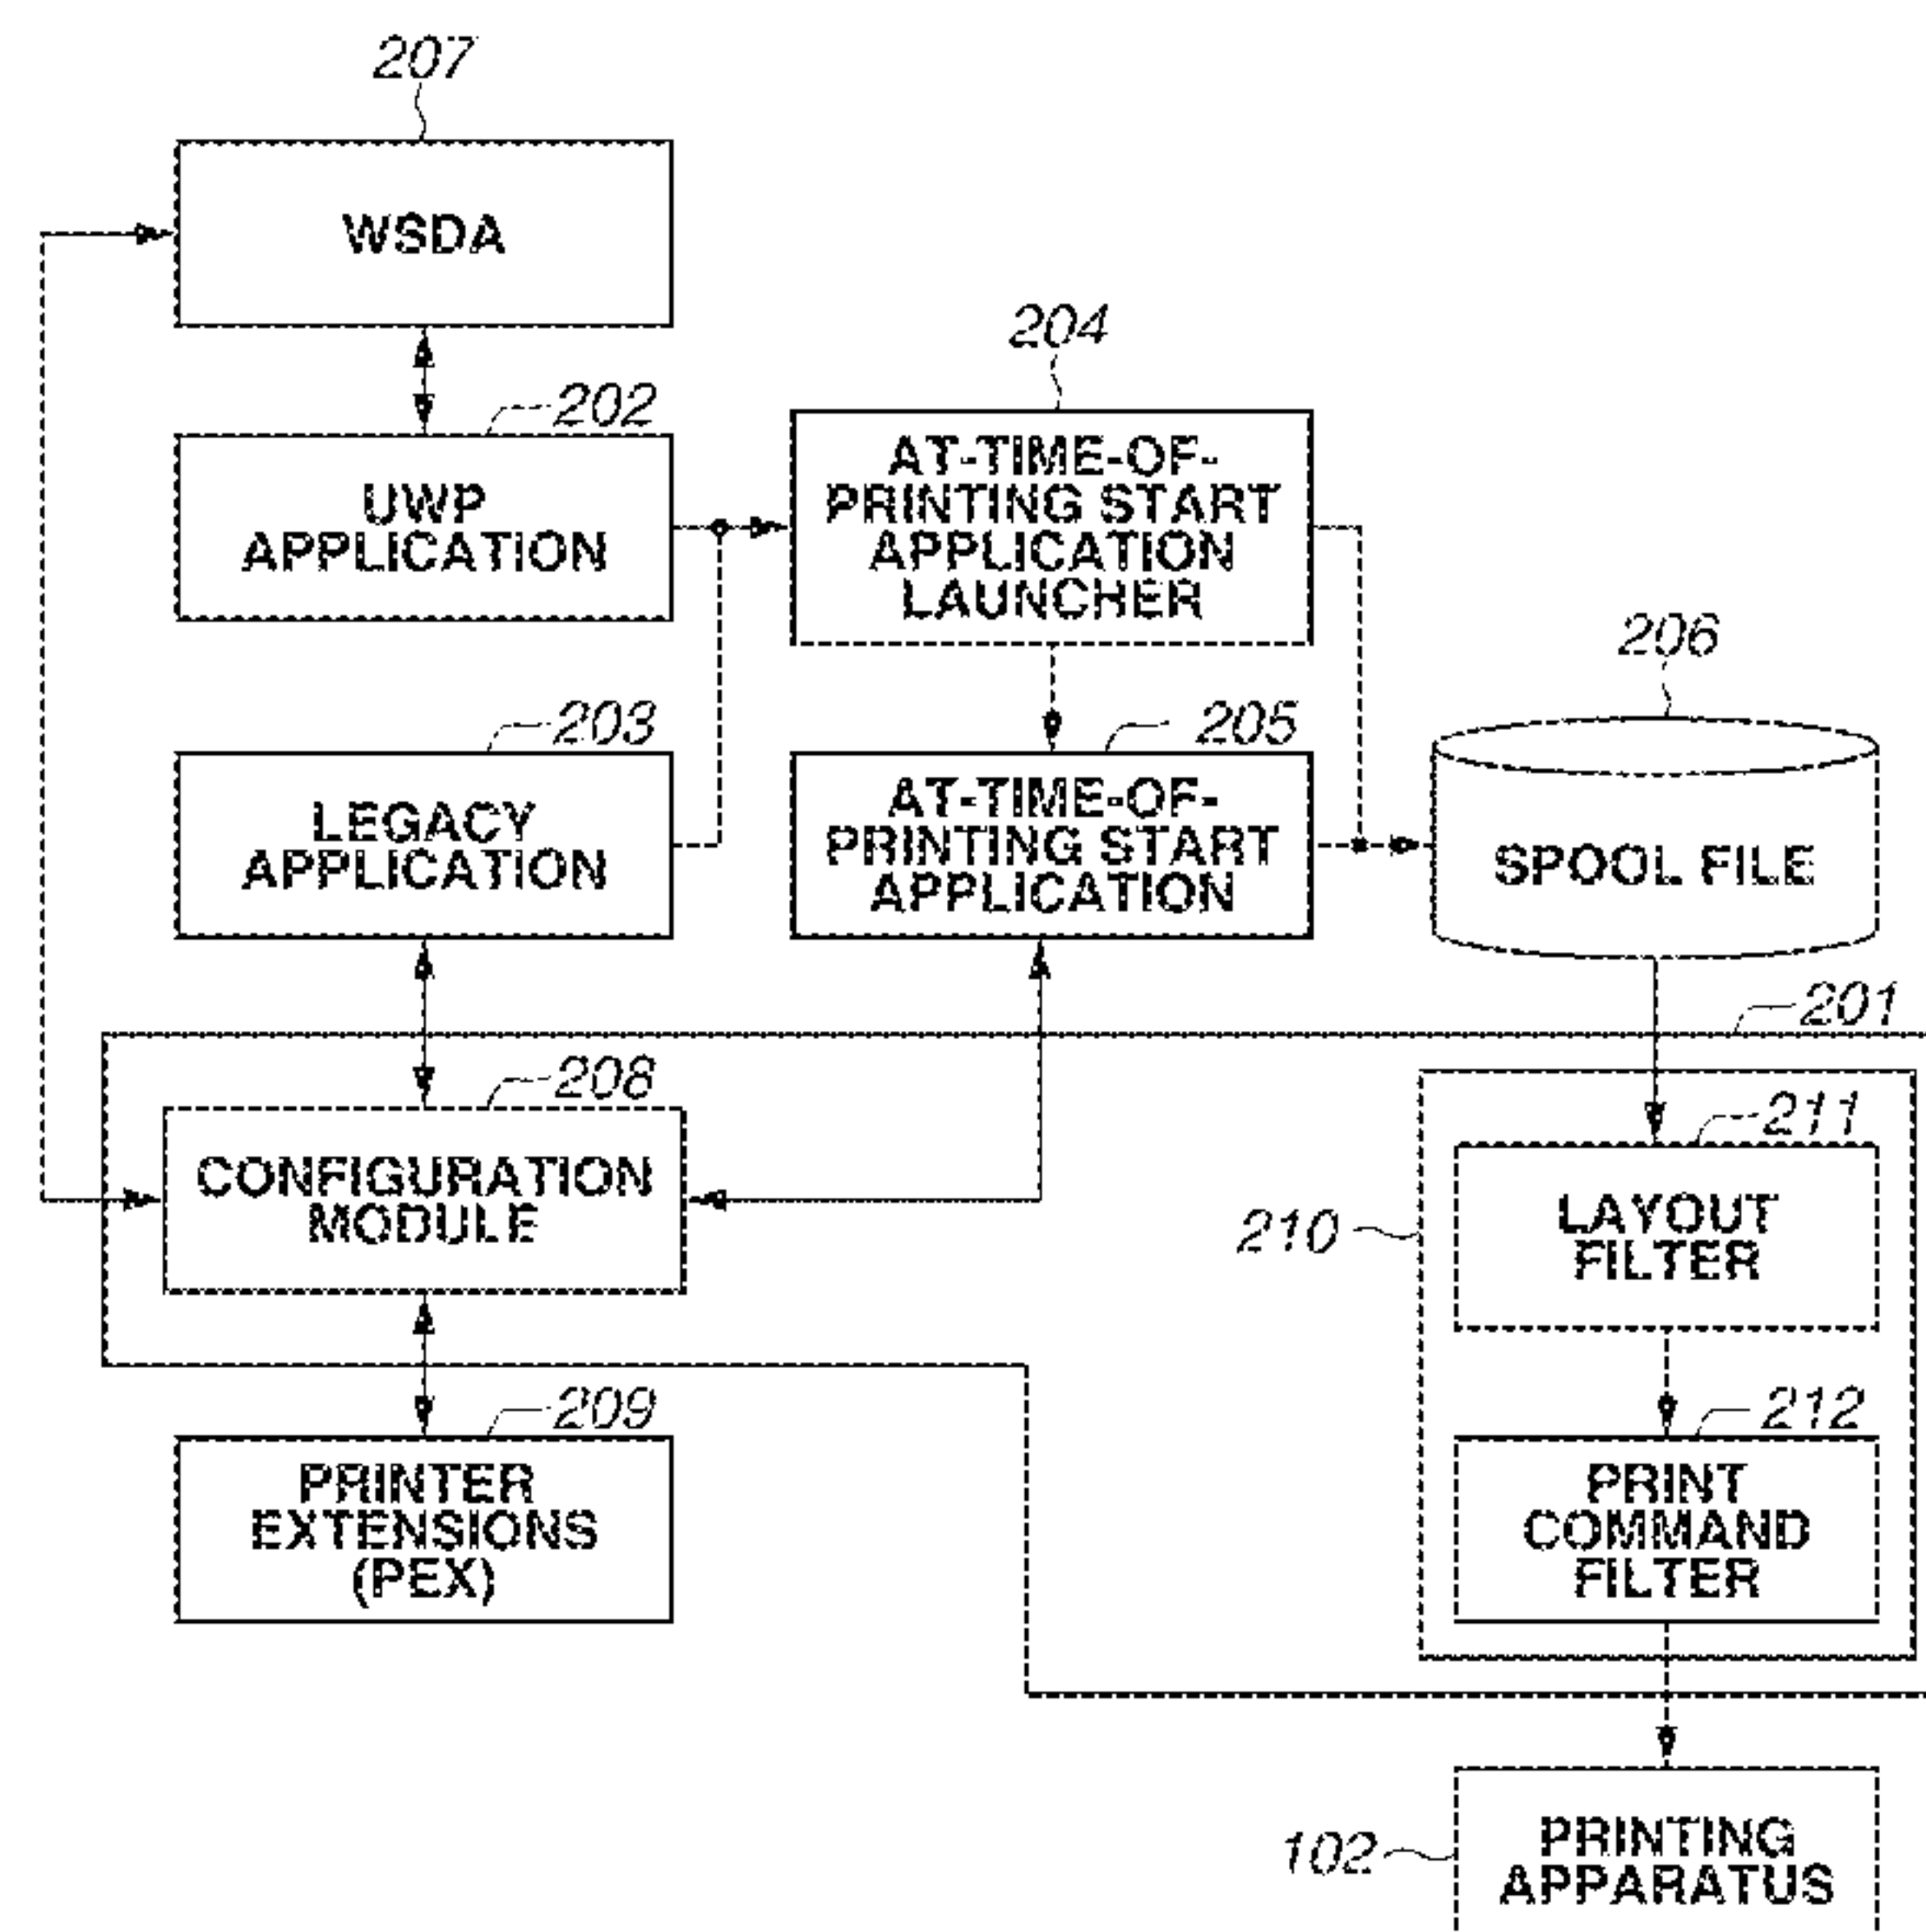 207
WSDA
202
UWP
APPLICATION
204
AT-TIME-OF-
PRINTING START
APPLICATION
LAUNCHER
203
LEGACY
APPLICATION
205
AT-TIME-OF-
PRINTING START
APPLICATION
206
SPOOL FILE
201
208
CONFIGURATION
MODULE
209
PRINTER
EXTENSIONS
(PEX)
210
211
LAYOUT
FILTER
212
PRINT
COMMAND
FILTER
102
PRINTING
APPARATUS